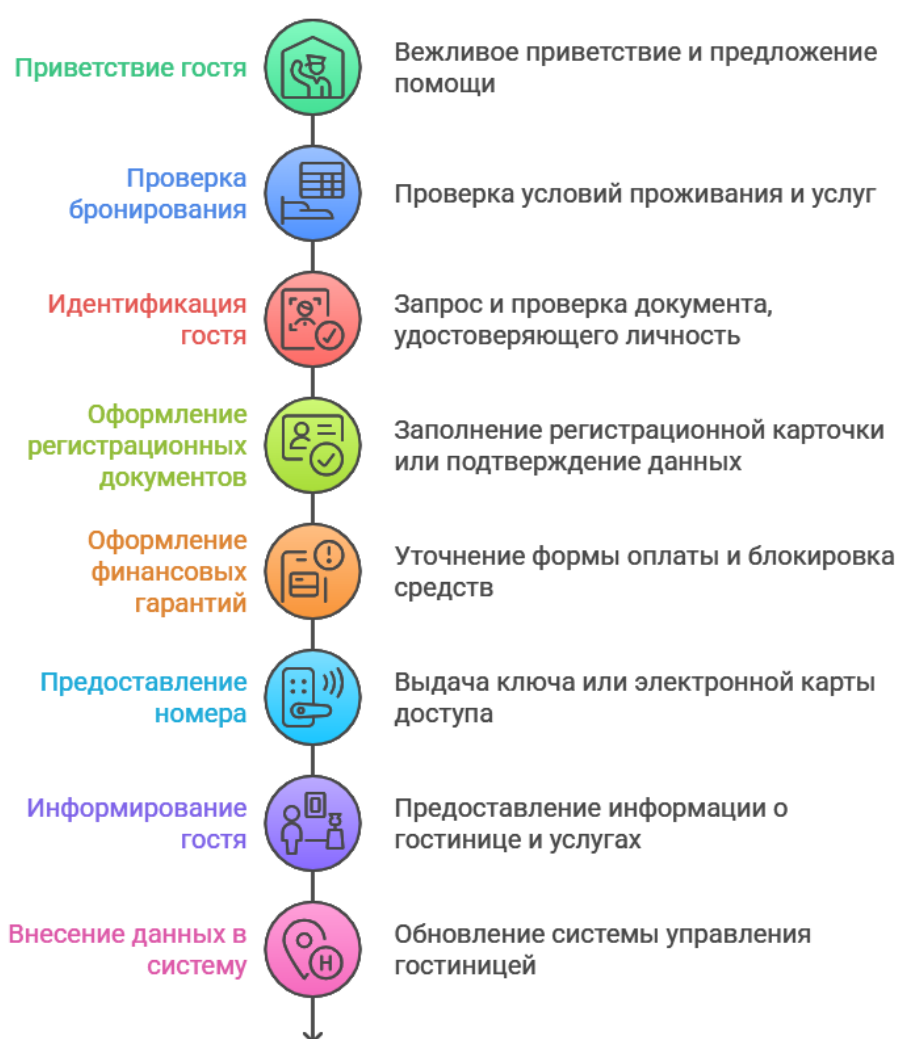 Приветствие гостя
Вежливое приветствие и предложение
помощи
Проверка
бронирования
Проверка условий проживания и услуг
Идентификация
гостя
Запрос и проверка документа,
удостоверяющего личность
Оформление
регистрационных
документов
Заполнение регистрационной карточки
или подтверждение данных
Оформление
финансовых
гарантий
Уточнение формы оплаты и блокировка
средств
Предоставление
номера
Выдача ключа или электронной карты
доступа
Информирование
гостя
Предоставление информации о
гостинице и услугах
Внесение данных в
систему
H
Обновление системы управления
гостиницей